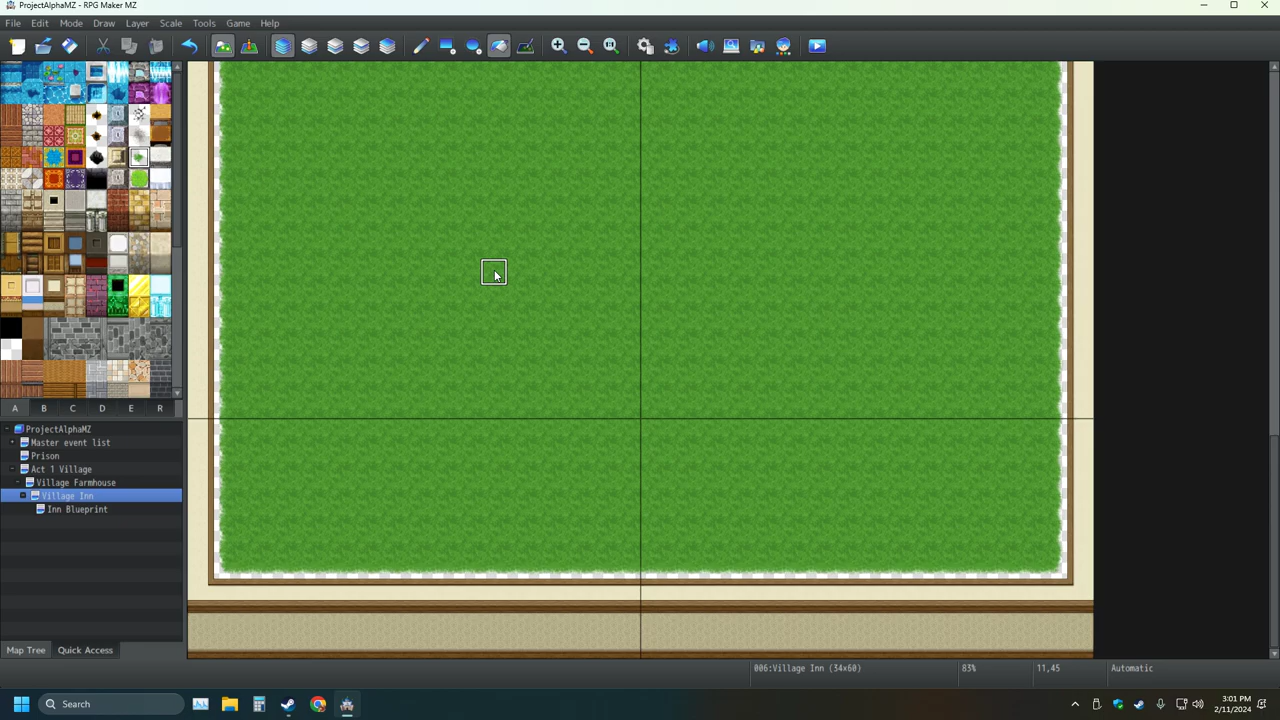 ProjectAlphaMZ - RPG Maker MZ
File Edit Mode Draw Layer Scale Tools Game Help
A B C D E R
ProjectAlphaMZ
Master event list
Prison
Act 1 Village
Village Farmhouse
Village Inn
Inn Blueprint
Map Tree Quick Access
006:Village Inn (34x60) 83% 11,45 Automatic
Search
3:01 PM
2/11/2024